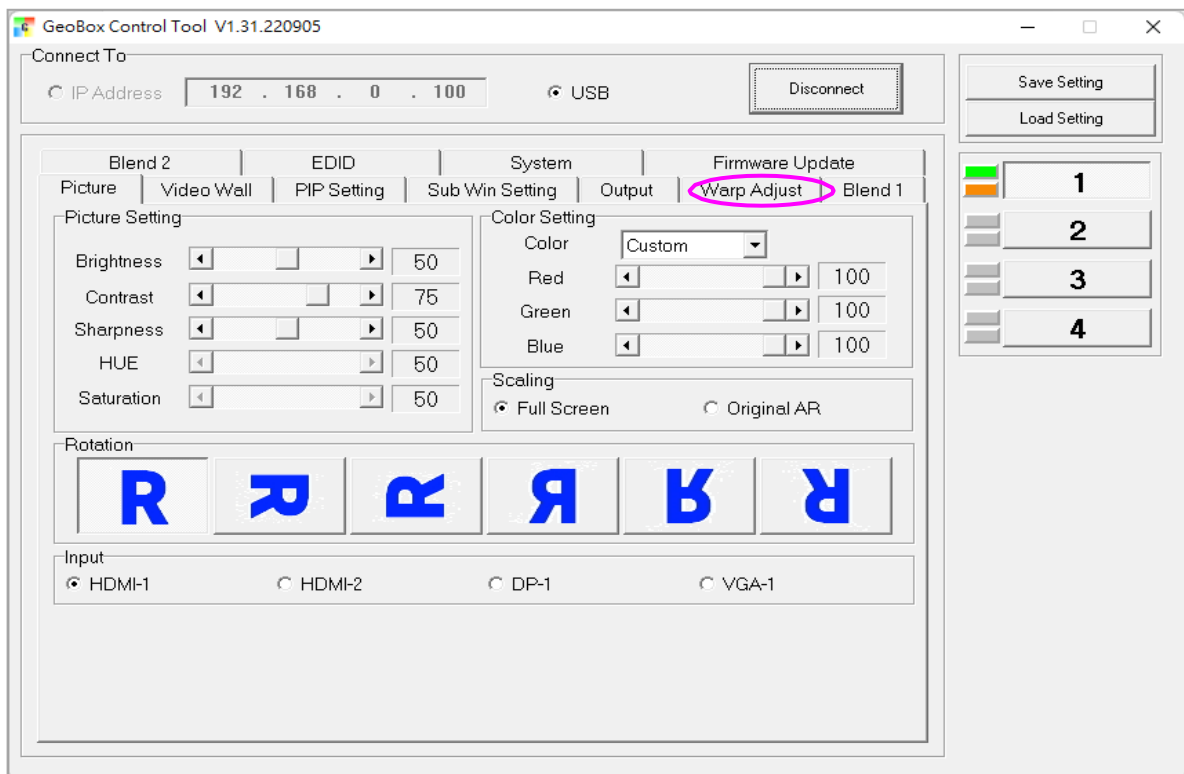 GeoBox Control Tool V1.31.220905
Connect To
IP Address 192 . 168 . 0 . 100 USB Disconnect
Save Setting
Load Setting
Blend 2 EDID System Firmware Update
Picture Video Wall PIP Setting Sub Win Setting Output Warp Adjust Blend 1
Picture Setting
Brightness 50
Contrast 75
Sharpness 50
HUE 50
Saturation 50
Color Setting
Color Custom
Red 100
Green 100
Blue 100
Scaling
Full Screen Original AR
Rotation
R R R R R R
Input
HDMI-1 HDMI-2 DP-1 VGA-1
1
2
3
4